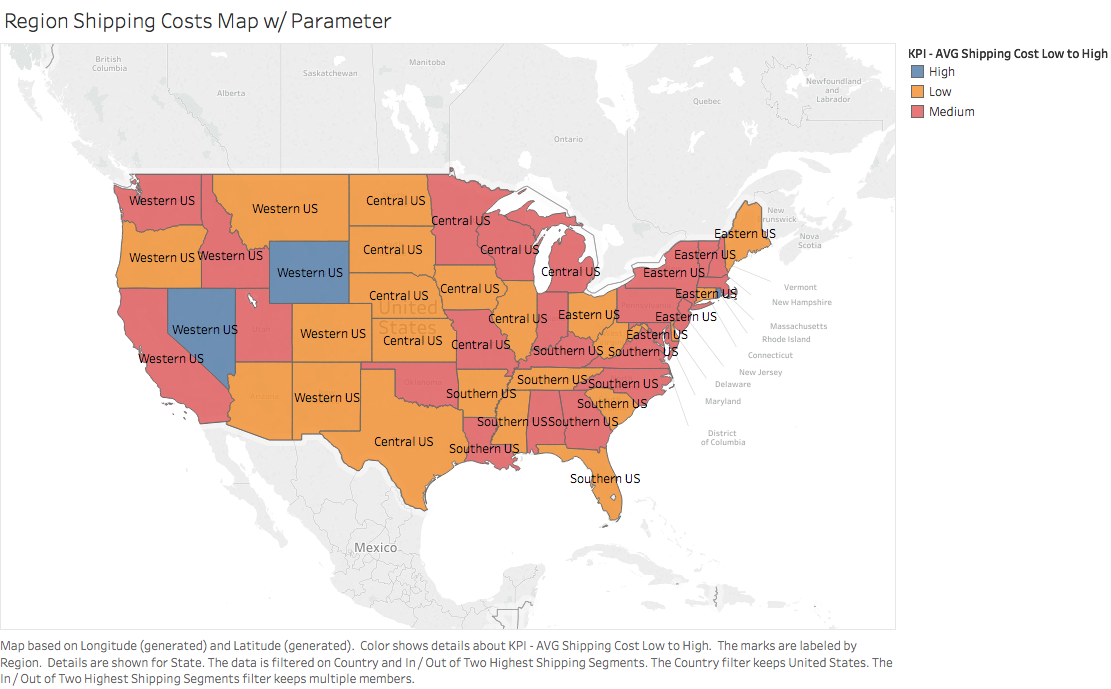 Region Shipping Costs Map w/ Parameter
KPI - AVG Shipping Cost Low to High
High
Low
Medium
British
Columbia
Alberta
Saskatchewan
Manitoba
Ontario
Quebec
Newfoundland
and
Labrador
New
runswick
Nova
Scotia
Western US
Western US
Central US
Central US
Eastern US
Western US
Western US
Western US
Central US
Central US
Central US
Eastern US
Eastern US
Western US
Western US
Western US
Central US
Central US
United
States
Central US
Central US
Central US
Eastern US
Eastern US
Eastern US
Eastern US
Utah
Western US
Southern US
Southern US
Oklahoma
Western US
Southern US
Southern US
Southern US
Southern US
Central US
Southern US
Southern US
Southern US
Southern US
Vermont
New Hampshire
Massachusetts
Rhode Island
Connecticut
New Jersey
Delaware
Maryland
District
of Columbia
Mexico
Map based on Longitude (generated) and Latitude (generated).  Color shows details about KPI - AVG Shipping Cost Low to High.  The marks are labeled by
Region.  Details are shown for State. The data is filtered on Country and In / Out of Two Highest Shipping Segments. The Country filter keeps United States. The
In / Out of Two Highest Shipping Segments filter keeps multiple members.